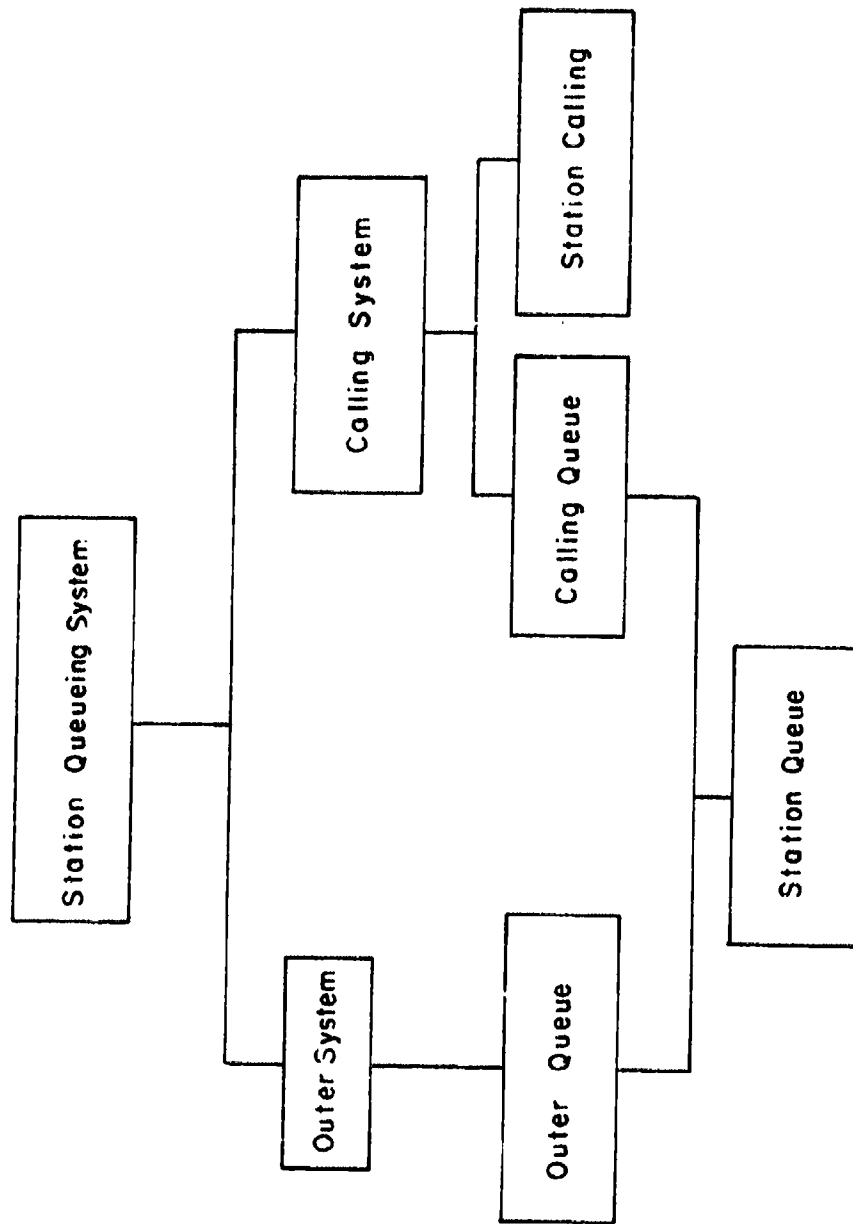 Station Queueing System
Outer System
Calling System
Outer Queue
Calling Queue
Station Calling
Station Queue